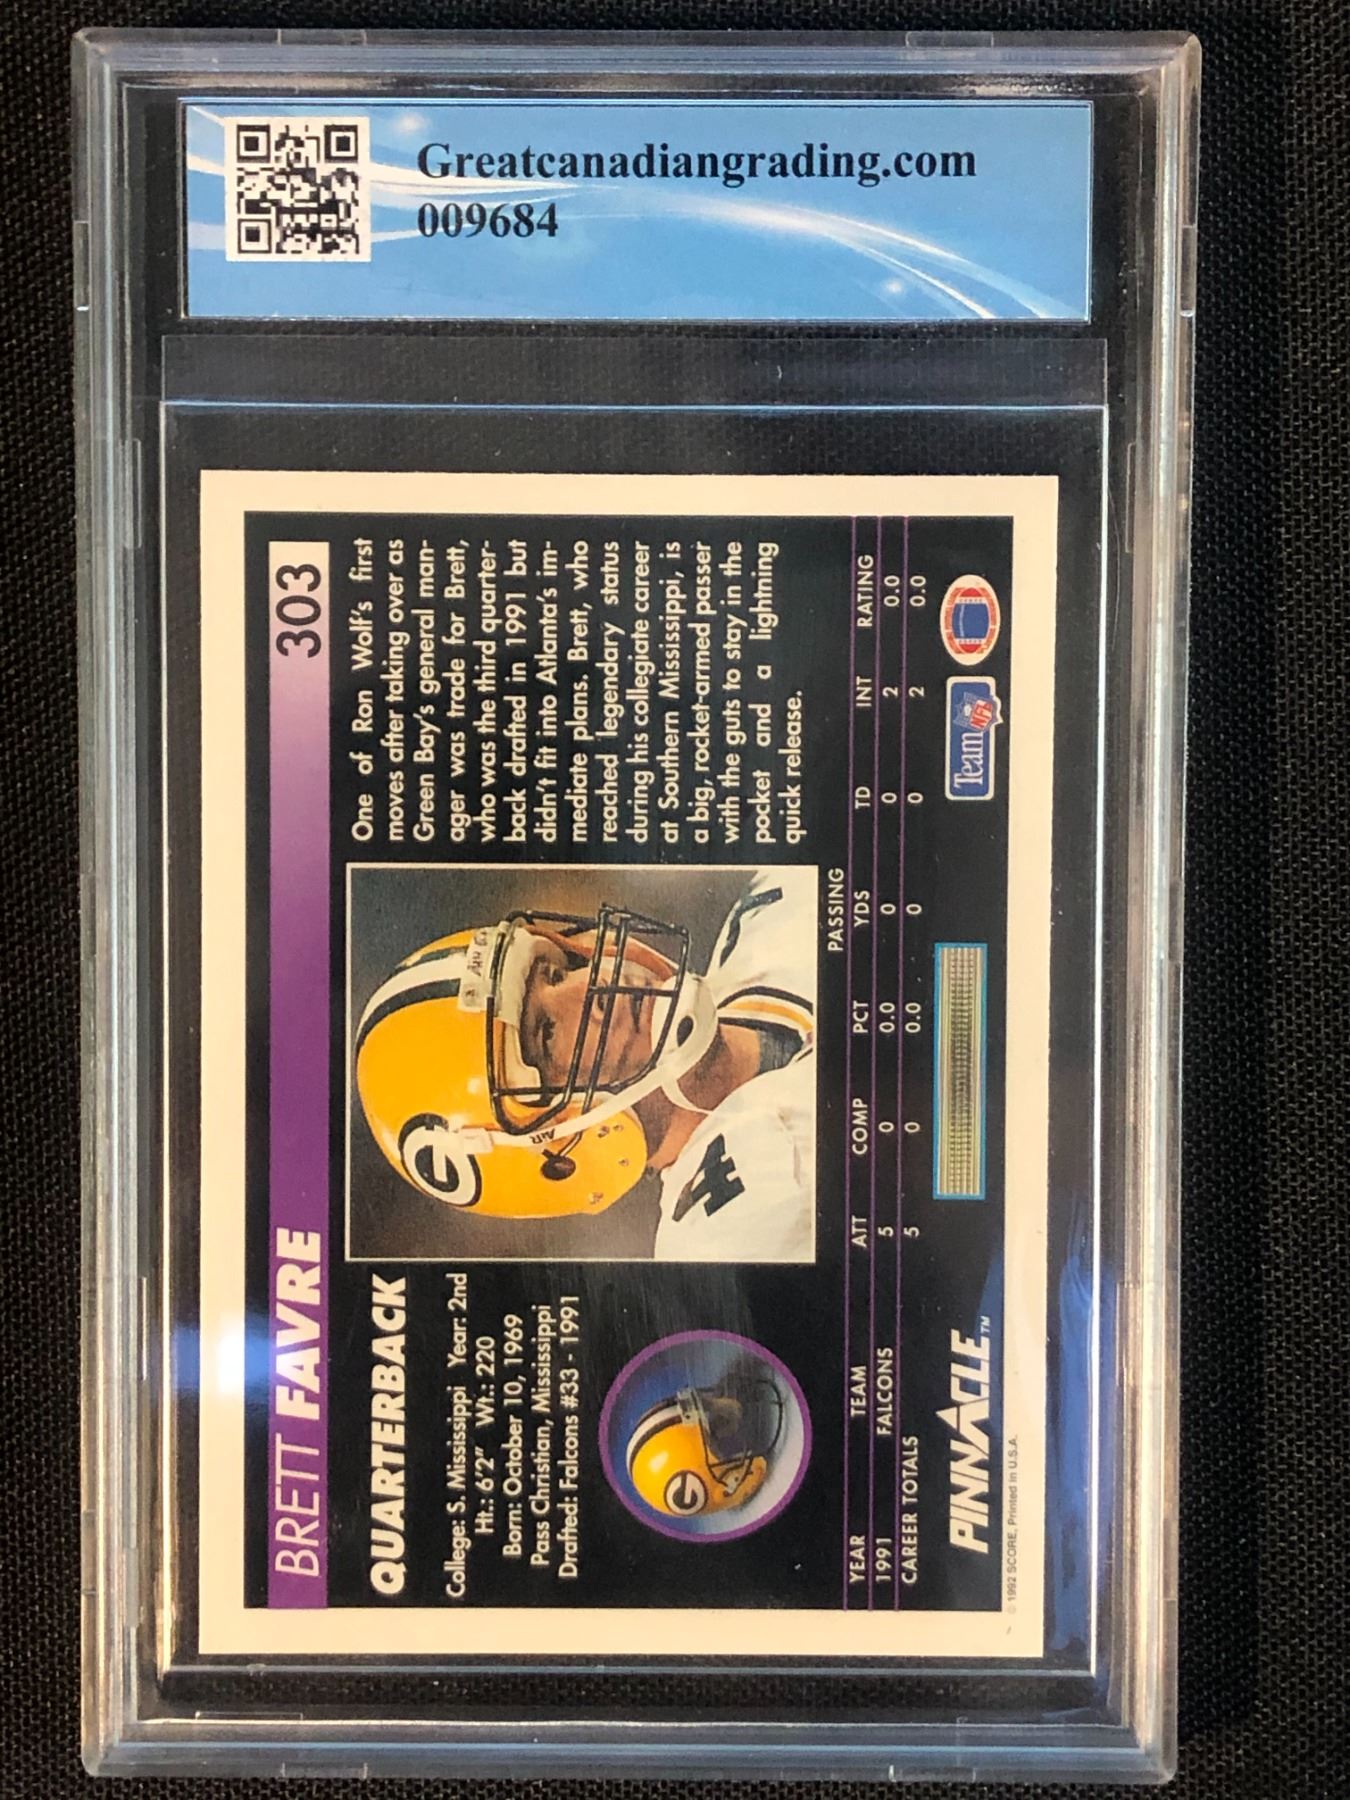 Greatcanadiangrading.com
009684
BRETT FAVRE
303
QUARTERBACK
College: S. Mississippi Year: 2nd
Ht.: 6'2" Wt.: 220
Born: October 10, 1969
Pass Christian, Mississippi
Drafted: Falcons #33 - 1991
AIR
G
G
One of Ron Wolf's first
moves after taking over as
Green Bay's general man-
ager was trade for Brett,
who was the third quarter-
back drafted in 1991 but
didn't fit into Atlanta's im-
mediate plans. Brett, who
reached legendary status
during his collegiate career
at Southern Mississippi, is
a big, rocket-armed passer
with the guts to stay in the
pocket and a lightning
quick release.
PASSING
YEAR TEAM ATT COMP PCT YDS TD INT RATING
1991 FALCONS 5 0 0.0 0 0 2 0.0
CAREER TOTALS 5 0 0.0 0 0 2 0.0
PINNACLE™
Team NFL
© 1992 SCORE, Printed in U.S.A.